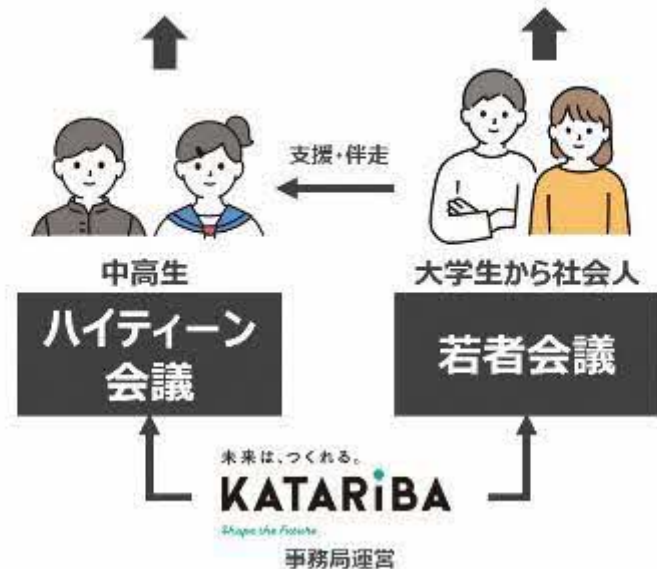 支援・伴走
中高生
大学生から社会人
ハイティーン
会議
若者会議
未来は、つくれる。
KATARiBA
Shape the Future
事務局運営